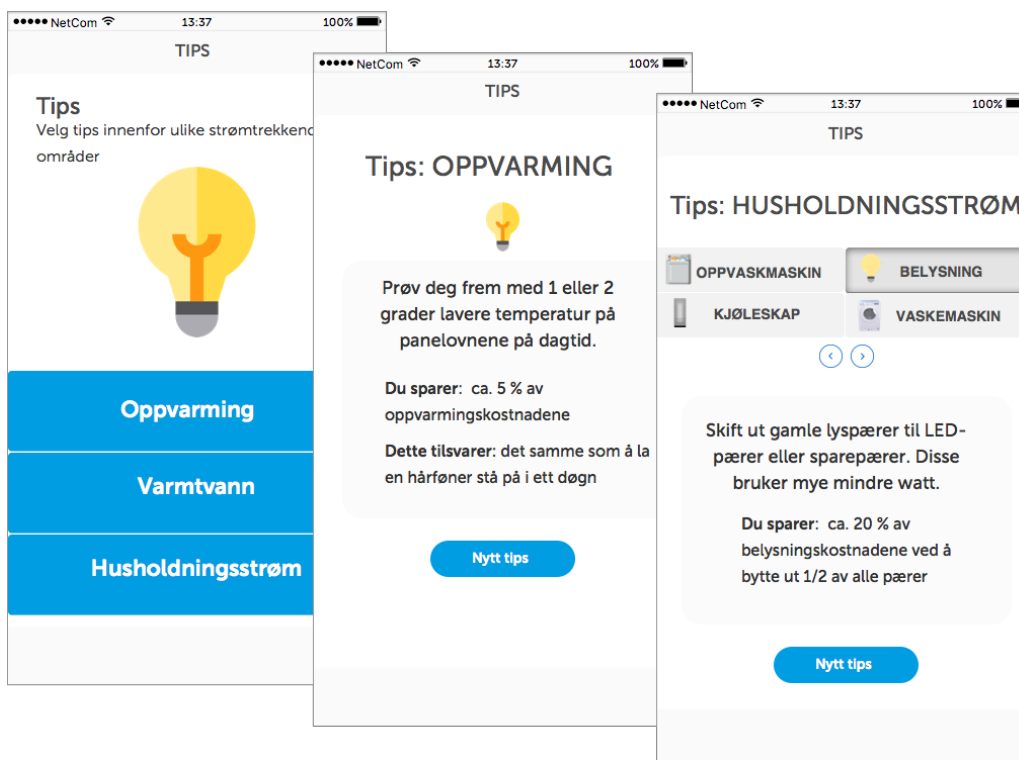 NetCom 13:37 100%
TIPS
Tips
Velg tips innenfor ulike strømtrekkend
områder
Oppvarming
Varmtvann
Husholdningsstrøm
NetCom 13:37 100%
TIPS
Tips: OPPVARMING
Prøv deg frem med 1 eller 2
grader lavere temperatur på
panelovnene på dagtid.
Du sparer: ca. 5 % av
oppvarmingskostnadene
Dette tilsvarer: det samme som å la
en hårføner stå på i ett døgn
Nytt tips
NetCom 13:37 100%
TIPS
Tips: HUSHOLDNINGSSTRØM
OPPVASKMASKIN BELYSNING
KJØLESKAP VASKEMASKIN
Skift ut gamle lyspærer til LED-
pærer eller sparepærer. Disse
bruker mye mindre watt.
Du sparer: ca. 20 % av
belysningskostnadene ved å
bytte ut 1/2 av alle pærer
Nytt tips